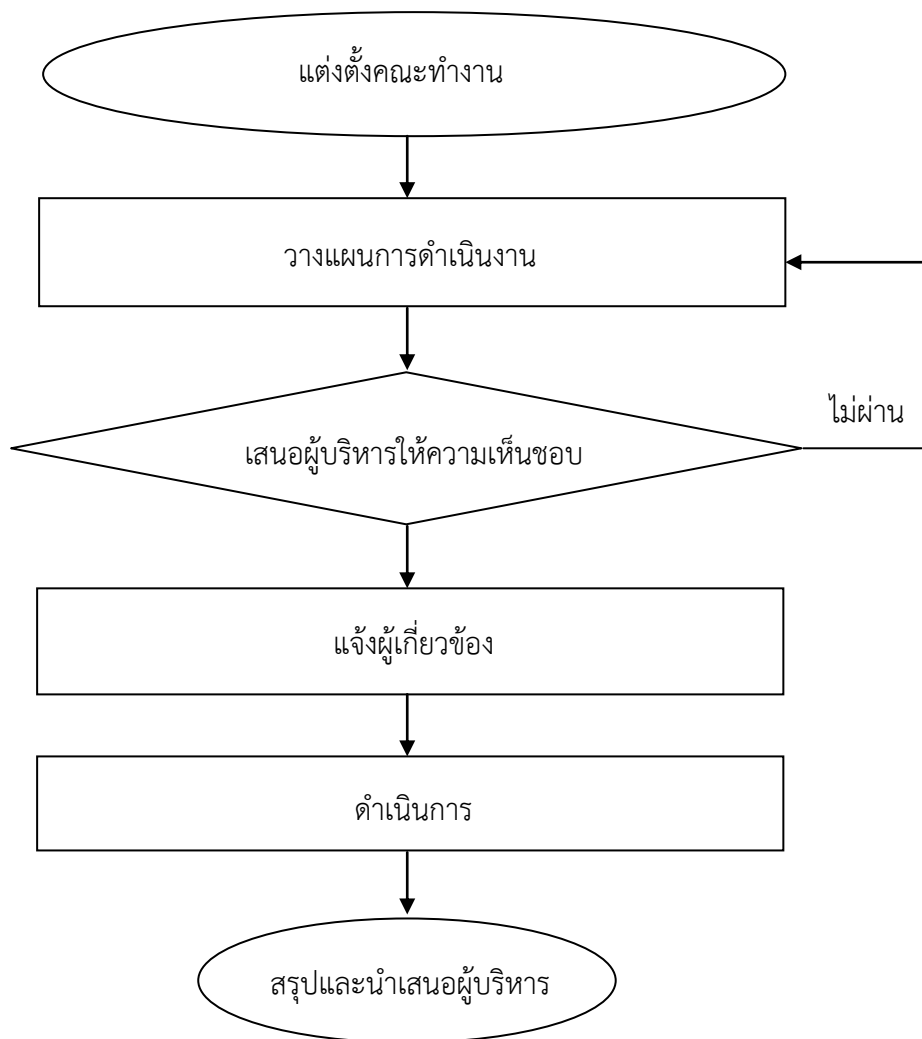 แต่งตั้งคณะทำงาน
วางแผนการดำเนินงาน
ไม่ผ่าน
เสนอผู้บริหารให้ความเห็นชอบ
แจ้งผู้เกี่ยวข้อง
ดำเนินการ
สรุปและนำเสนอผู้บริหาร